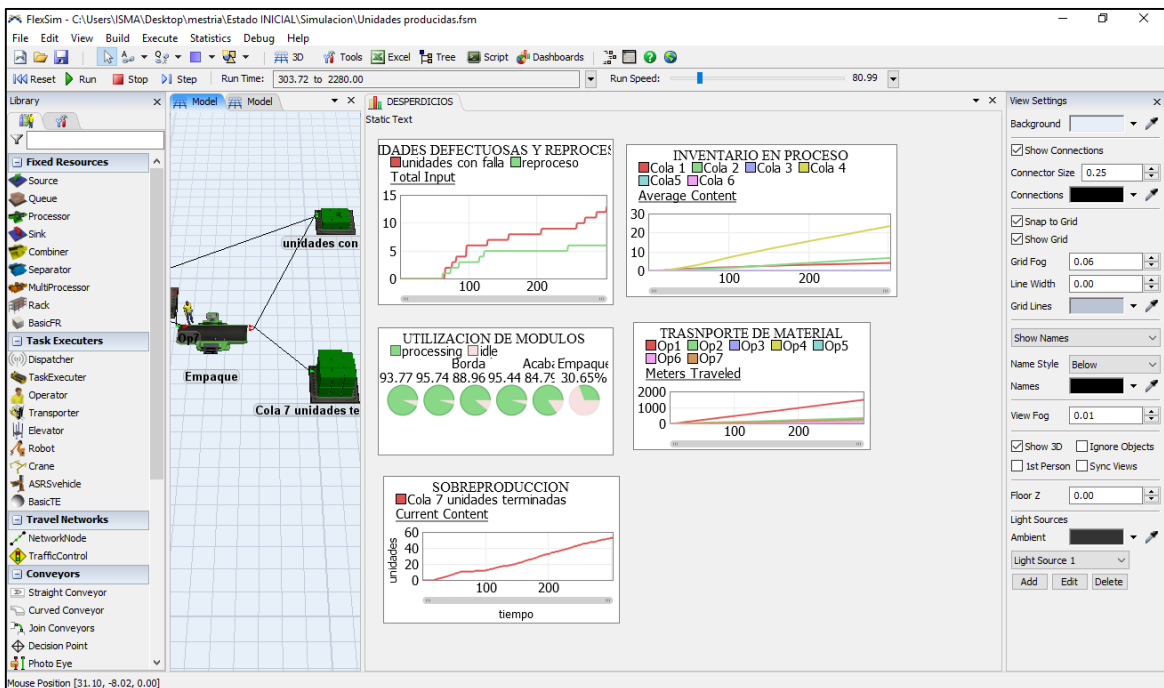 FlexSim - C:\Users\ISMA\Desktop\mestria\Estado INICIAL\Simulacion\Unidades producidas.fsm
File Edit View Build Execute Statistics Debug Help
3D Tools Excel Tree Script Dashboards
Reset Run Stop Step Run Time: 303.72 to 2280.00 Run Speed: 80.99
Library
Fixed Resources
Source
Queue
Processor
Sink
Combiner
Separator
MultiProcessor
Rack
BasicFR
Task Executers
Dispatcher
TaskExecuter
Operator
Transporter
Elevator
Robot
Crane
ASRSvehicle
BasicTE
Travel Networks
NetworkNode
TrafficControl
Conveyors
Straight Conveyor
Curved Conveyor
Join Conveyors
Decision Point
Photo Eye
Model Model
unidades con
Op7
Empaque
Cola 7 unidades te
DESPERDICIOS
Static Text
IDADES DEFECTUOSAS Y REPROCES
unidades con falla reproceso
Total Input
15
10
5
0
100 200
INVENTARIO EN PROCESO
Cola 1 Cola 2 Cola 3 Cola 4
Cola5 Cola 6
Average Content
30
20
10
0
100 200
UTILIZACION DE MODULOS
processing idle
Borda Acaba Empaque
93.77 95.74 88.96 95.44 84.79 30.65%
TRASNPORTE DE MATERIAL
Op1 Op2 Op3 Op4 Op5
Op6 Op7
Meters Traveled
2000
1000
0
100 200
SOBREPRODUCCION
Cola 7 unidades terminadas
Current Content
unidades
60
40
20
0
100 200
tiempo
View Settings
Background
Show Connections
Connector Size 0.25
Connections
Snap to Grid
Show Grid
Grid Fog 0.06
Line Width 0.00
Grid Lines
Show Names
Name Style Below
Names
View Fog 0.01
Show 3D Ignore Objects
1st Person Sync Views
Floor Z 0.00
Light Sources
Ambient
Light Source 1
Add Edit Delete
Mouse Position [31.10, -8.02, 0.00]